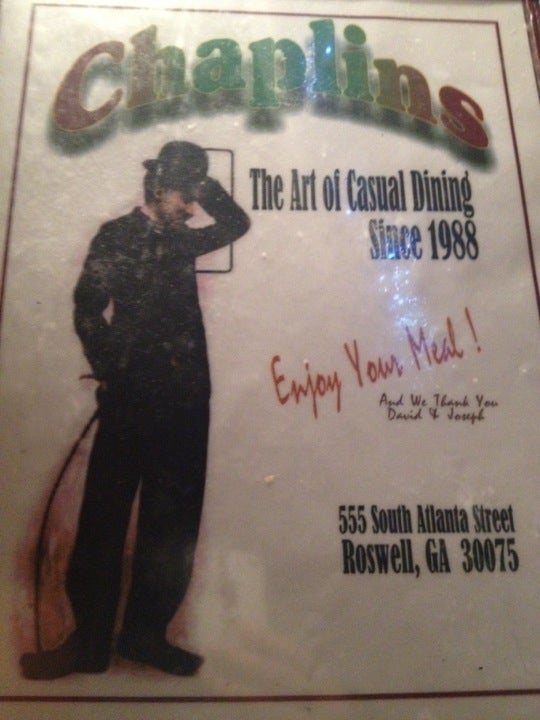 Chaplins
The Art of Casual Dining
Since 1988
Enjoy Your Meal !
And We Thank You
David & Joseph
555 South Atlanta Street
Roswell, GA 30075